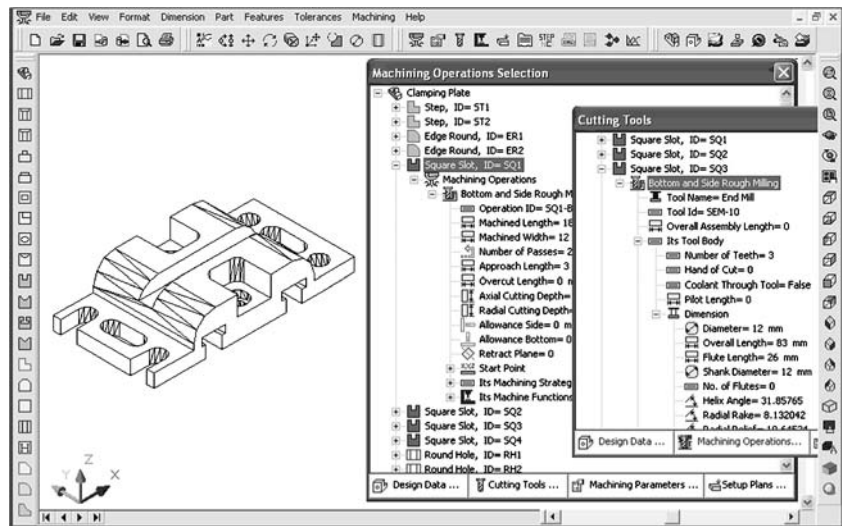 File Edit View Format Dimension Part Features Tolerances Machining Help
Machining Operations Selection
Clamping Plate
Step, ID= ST1
Step, ID= ST2
Edge Round, ID= ER1
Edge Round, ID= ER2
Square Slot, ID= SQ1
Machining Operations
Bottom and Side Rough M
Operation ID= SQ1-B
Machined Length= 18
Machined Width= 12
Number of Passes= 2
Approach Length= 3
Overcut Length= 0 m
Axial Cutting Depth=
Radial Cutting Depth=
Allowance Side= 0 m
Allowance Bottom= 0
Retract Plane= 0
Start Point
Its Machining Strateg
Its Machine Functions
Square Slot, ID= SQ2
Square Slot, ID= SQ3
Square Slot, ID= SQ4
Round Hole, ID= RH1
Round Hole, ID= RH2
Design Data ... Cutting Tools ... Machining Parameters ... Setup Plans ...
Cutting Tools
Square Slot, ID= SQ1
Square Slot, ID= SQ2
Square Slot, ID= SQ3
Bottom and Side Rough Milling
Tool Name= End Mill
Tool Id= SEM-10
Overall Assembly Length= 0
Its Tool Body
Number of Teeth= 3
Hand of Cut= 0
Coolant Through Tool= False
Pilot Length= 0
Dimension
Diameter= 12 mm
Overall Length= 83 mm
Flute Length= 26 mm
Shank Diameter= 12 mm
No. of Flutes= 0
Helix Angle= 31.85765
Radial Rake= 8.132042
Radial Relief= 10.64524
Design Data ... Machining Operations...
Z
Y
X